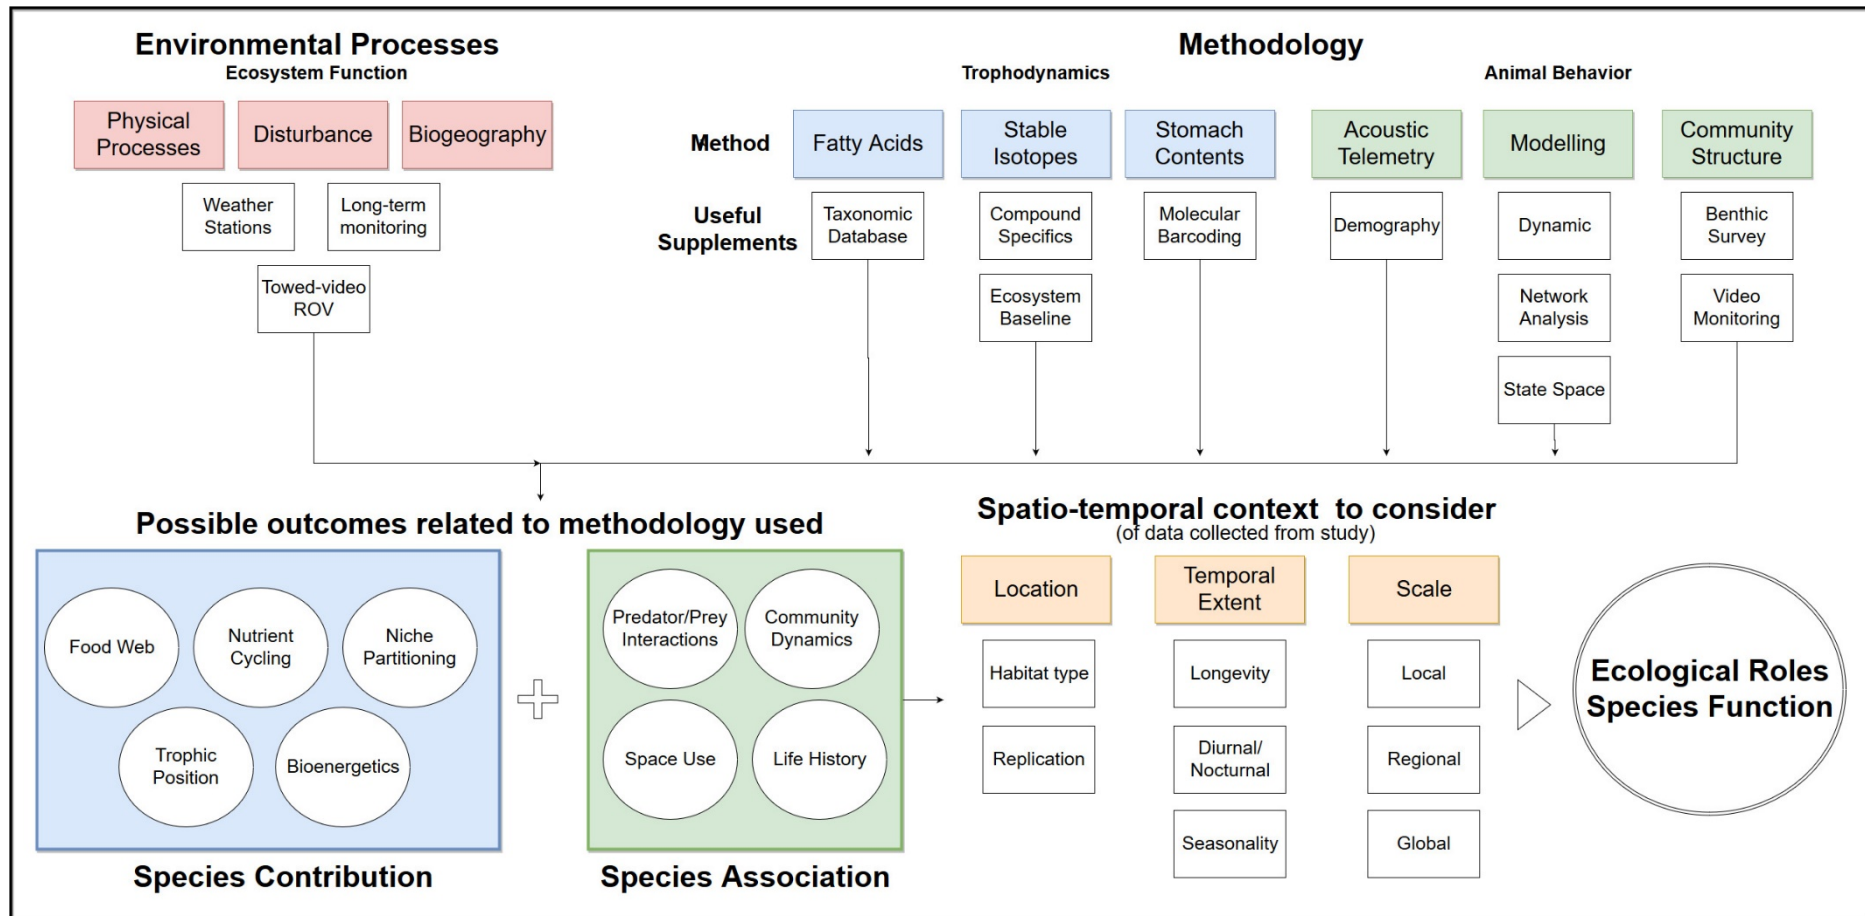 Environmental Processes
Ecosystem Function
Physical
Processes
Disturbance
Biogeography
Weather
Stations
Long-term
monitoring
Towed-video
ROV
Methodology
Trophodynamics
Animal Behavior
Method
Fatty Acids
Stable
Isotopes
Stomach
Contents
Acoustic
Telemetry
Modelling
Community
Structure
Useful
Supplements
Taxonomic
Database
Compound
Specifics
Molecular
Barcoding
Demography
Dynamic
Benthic
Survey
Ecosystem
Baseline
Network
Analysis
Video
Monitoring
State Space
Possible outcomes related to methodology used
Food Web
Nutrient
Cycling
Niche
Partitioning
Trophic
Position
Bioenergetics
Species Contribution
Predator/Prey
Interactions
Community
Dynamics
Space Use
Life History
Species Association
Spatio-temporal context to consider
(of data collected from study)
Location
Temporal
Extent
Scale
Habitat type
Longevity
Local
Replication
Diurnal/
Nocturnal
Regional
Seasonality
Global
Ecological Roles
Species Function